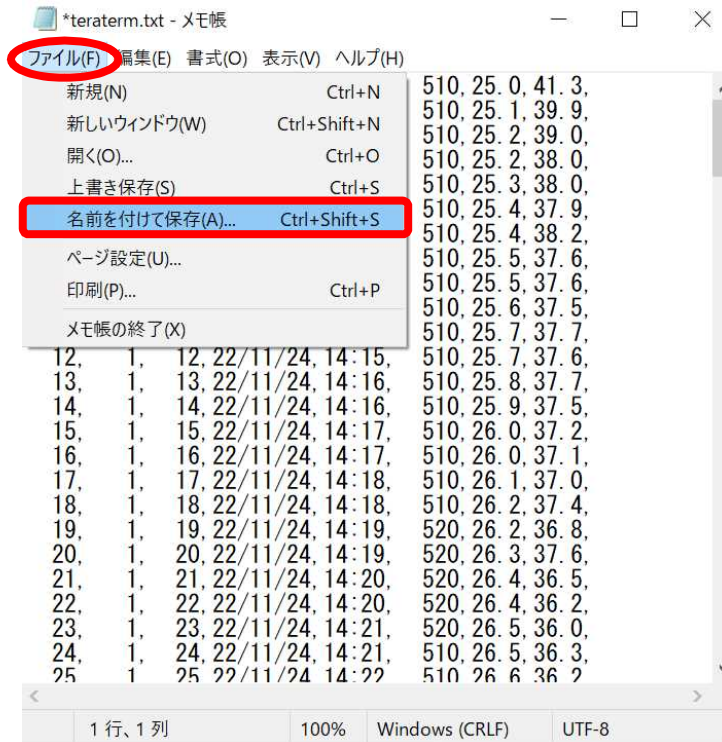 *teraterm.txt - メモ帳
ファイル(F) 編集(E) 書式(O) 表示(V) ヘルプ(H)
新規(N) Ctrl+N
新しいウィンドウ(W) Ctrl+Shift+N
開く(O)... Ctrl+O
上書き保存(S) Ctrl+S
名前を付けて保存(A)... Ctrl+Shift+S
ページ設定(U)...
印刷(P)... Ctrl+P
メモ帳の終了(X)
510, 25. 0, 41. 3,
510, 25. 1, 39. 9,
510, 25. 2, 39. 0,
510, 25. 2, 38. 0,
510, 25. 3, 38. 0,
510, 25. 4, 37. 9,
510, 25. 4, 38. 2,
510, 25. 5, 37. 6,
510, 25. 5, 37. 6,
510, 25. 6, 37. 5,
510, 25. 7, 37. 7,
12, 1, 12, 22/11/24, 14:15, 510, 25. 7, 37. 6,
13, 1, 13, 22/11/24, 14:16, 510, 25. 8, 37. 7,
14, 1, 14, 22/11/24, 14:16, 510, 25. 9, 37. 5,
15, 1, 15, 22/11/24, 14:17, 510, 26. 0, 37. 2,
16, 1, 16, 22/11/24, 14:17, 510, 26. 0, 37. 1,
17, 1, 17, 22/11/24, 14:18, 510, 26. 1, 37. 0,
18, 1, 18, 22/11/24, 14:18, 510, 26. 2, 37. 4,
19, 1, 19, 22/11/24, 14:19, 520, 26. 2, 36. 8,
20, 1, 20, 22/11/24, 14:19, 520, 26. 3, 37. 6,
21, 1, 21, 22/11/24, 14:20, 520, 26. 4, 36. 5,
22, 1, 22, 22/11/24, 14:20, 520, 26. 4, 36. 2,
23, 1, 23, 22/11/24, 14:21, 520, 26. 5, 36. 0,
24, 1, 24, 22/11/24, 14:21, 510, 26. 5, 36. 3,
25 1 25 22/11/24 14:22 510 26 6 36 2
1 行、1 列 100% Windows (CRLF) UTF-8